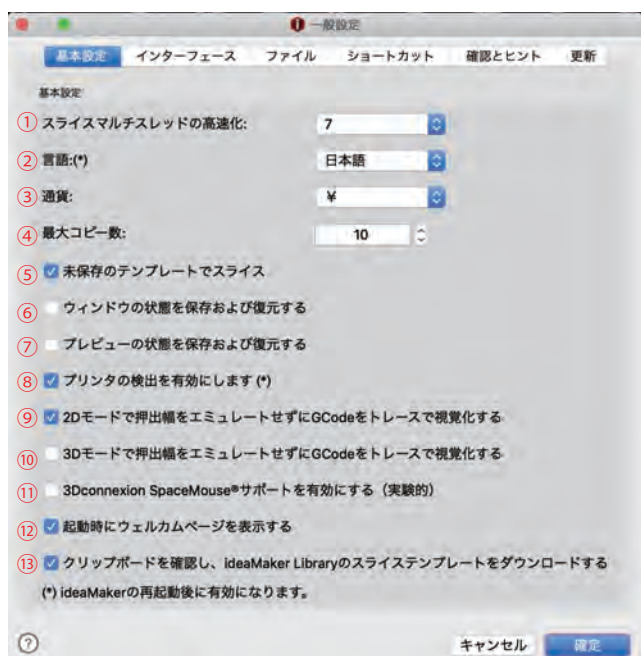 一般設定
基本設定 インターフェース ファイル ショートカット 確認とヒント 更新
基本設定
① スライスマルチスレッドの高速化: 7
② 言語:(*) 日本語
③ 通貨: ¥
④ 最大コピー数: 10
⑤ 未保存のテンプレートでスライス
⑥ ウィンドウの状態を保存および復元する
⑦ プレビューの状態を保存および復元する
⑧ プリンタの検出を有効にします (*)
⑨ 2Dモードで押出幅をエミュレートせずにGCodeをトレースで視覚化する
⑩ 3Dモードで押出幅をエミュレートせずにGCodeをトレースで視覚化する
⑪ 3Dconnexion SpaceMouse®サポートを有効にする（実験的）
⑫ 起動時にウェルカムページを表示する
⑬ クリップボードを確認し、ideaMaker Libraryのスライステンプレートをダウンロードする
(*) ideaMakerの再起動後に有効になります。
? キャンセル 確定